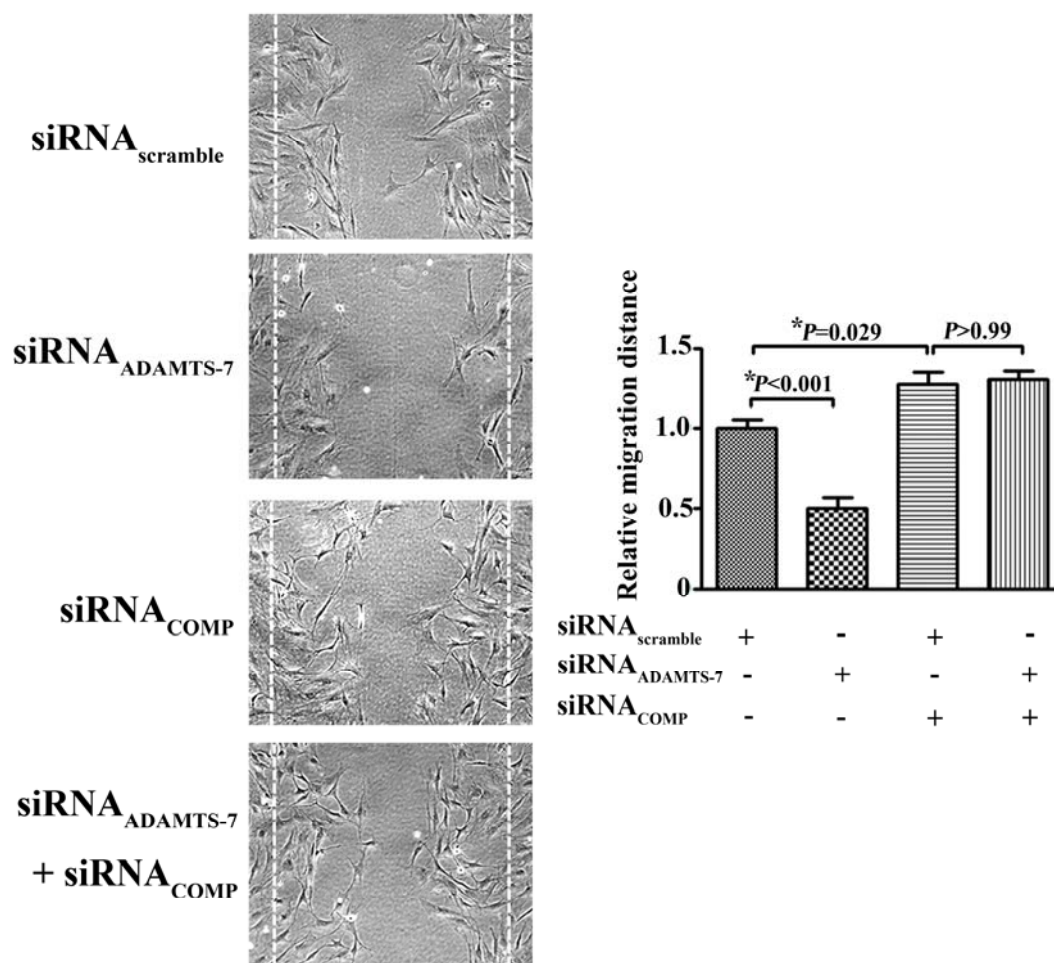 siRNAscramble
siRNAADAMTS-7
siRNACOMP
siRNAADAMTS-7
+ siRNACOMP
Relative migration distance
1.5
1.0
0.5
0
*P=0.029
P>0.99
*P<0.001
siRNAscramble + - + -
siRNAADAMTS-7 - + - +
siRNACOMP - - + +